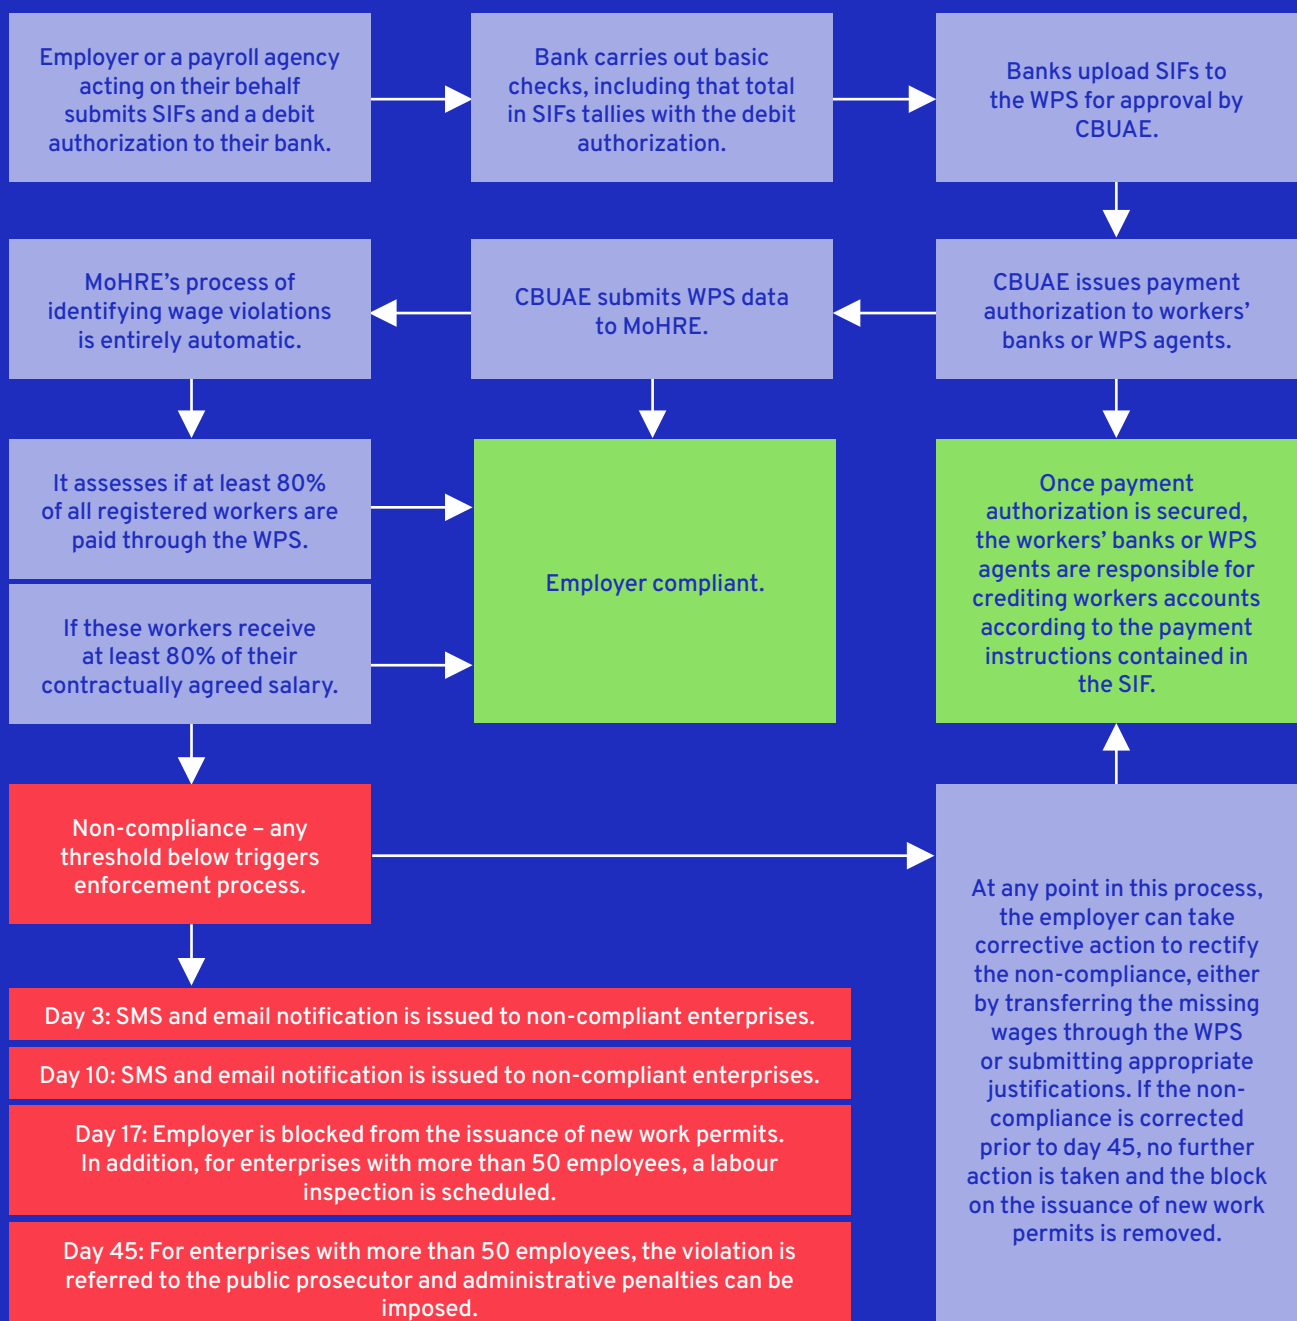 Employer or a payroll agency
acting on their behalf
submits SIFs and a debit
authorization to their bank.
Bank carries out basic
checks, including that total
in SIFs tallies with the debit
authorization.
Banks upload SIFs to
the WPS for approval by
CBUAE.
MoHRE’s process of
identifying wage violations
is entirely automatic.
CBUAE submits WPS data
to MoHRE.
CBUAE issues payment
authorization to workers’
banks or WPS agents.
It assesses if at least 80%
of all registered workers are
paid through the WPS.
If these workers receive
at least 80% of their
contractually agreed salary.
Employer compliant.
Once payment
authorization is secured,
the workers’ banks or WPS
agents are responsible for
crediting workers accounts
according to the payment
instructions contained in
the SIF.
Non-compliance – any
threshold below triggers
enforcement process.
Day 3: SMS and email notification is issued to non-compliant enterprises.
Day 10: SMS and email notification is issued to non-compliant enterprises.
Day 17: Employer is blocked from the issuance of new work permits.
In addition, for enterprises with more than 50 employees, a labour
inspection is scheduled.
Day 45: For enterprises with more than 50 employees, the violation is
referred to the public prosecutor and administrative penalties can be
imposed.
At any point in this process,
the employer can take
corrective action to rectify
the non-compliance, either
by transferring the missing
wages through the WPS
or submitting appropriate
justifications. If the non-
compliance is corrected
prior to day 45, no further
action is taken and the block
on the issuance of new work
permits is removed.